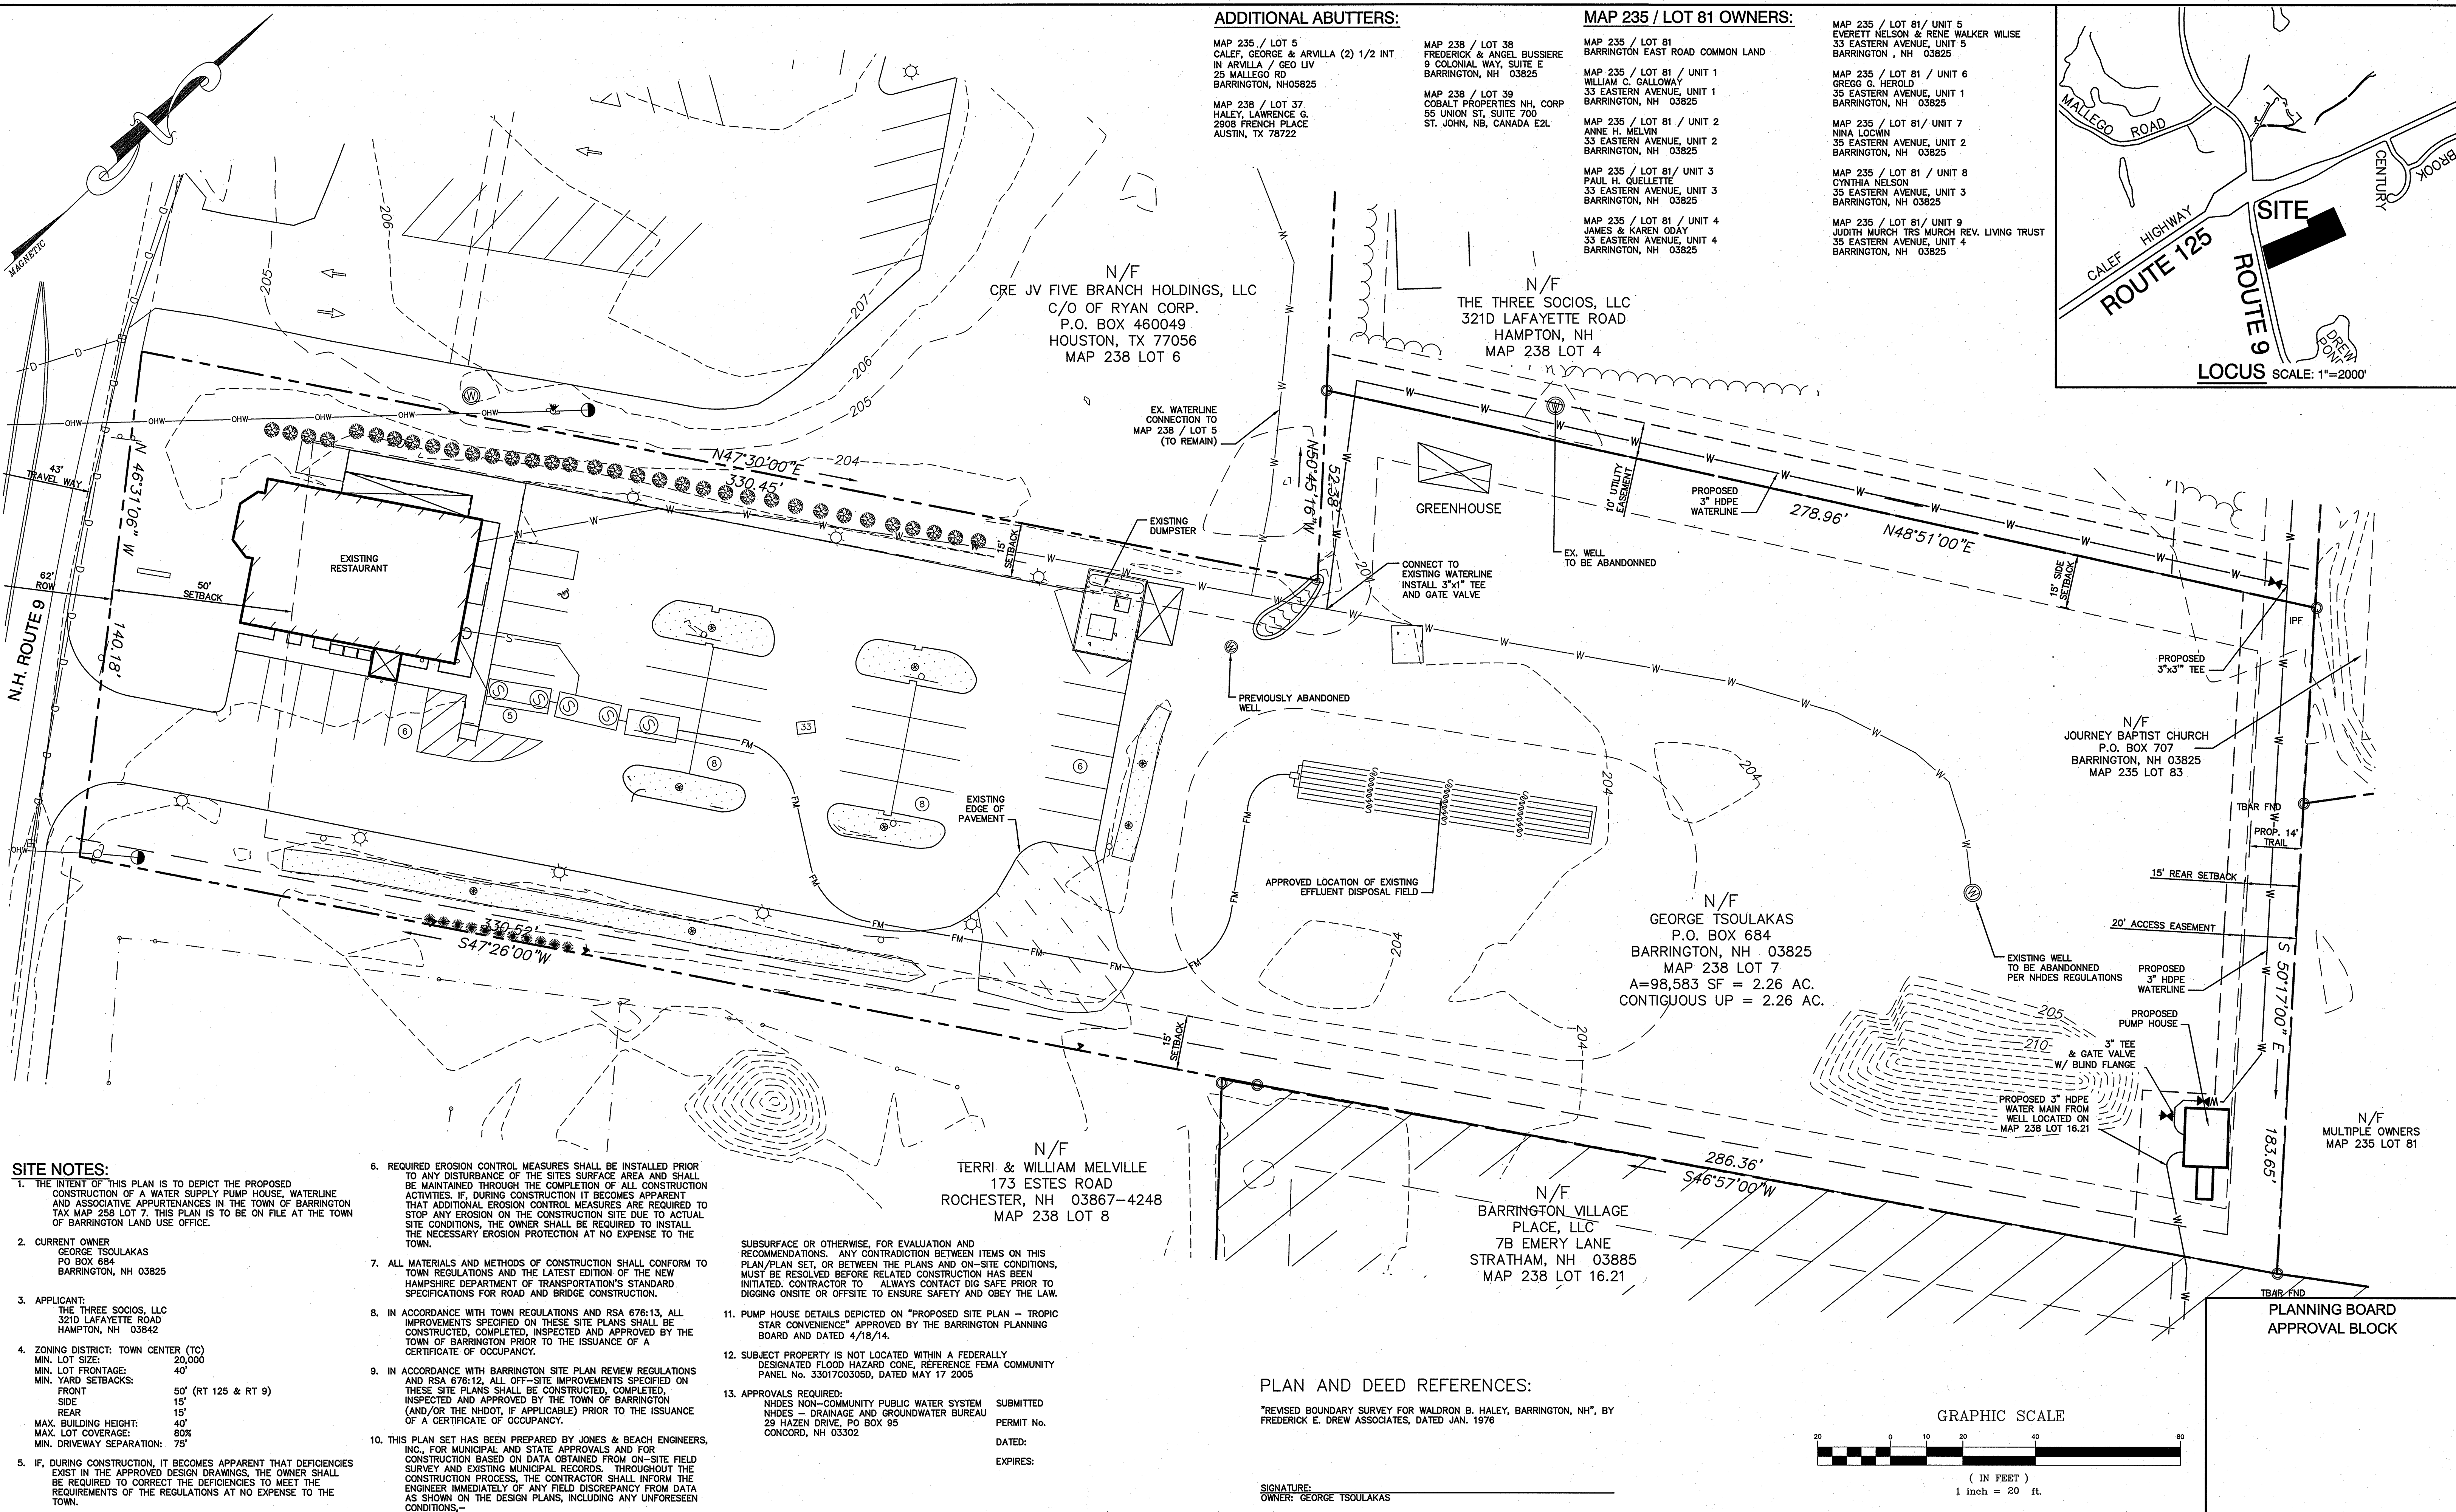 ADDITIONAL ABUTTERS:
MAP 235 / LOT 5
CALEF, GEORGE & ARVILLA (2) 1/2 INT
IN ARVILLA / GEO LIV
25 MALLEGO RD
BARRINGTON, NH05825
MAP 238 / LOT 37
HALEY, LAWRENCE G.
2908 FRENCH PLACE
AUSTIN, TX 78722
MAP 238 / LOT 38
FREDERICK & ANGEL BUSSIERE
9 COLONIAL WAY, SUITE E
BARRINGTON, NH 03825
MAP 238 / LOT 39
COBALT PROPERTIES NH, CORP
55 UNION ST, SUITE 700
ST. JOHN, NB, CANADA E2L
MAP 235 / LOT 81 OWNERS:
MAP 235 / LOT 81
BARRINGTON EAST ROAD COMMON LAND
MAP 235 / LOT 81 / UNIT 1
WILLIAM C. GALLOWAY
33 EASTERN AVENUE, UNIT 1
BARRINGTON, NH 03825
MAP 235 / LOT 81 / UNIT 2
ANNE H. MELVIN
33 EASTERN AVENUE, UNIT 2
BARRINGTON, NH 03825
MAP 235 / LOT 81/ UNIT 3
PAUL H. QUELLETTE
33 EASTERN AVENUE, UNIT 3
BARRINGTON, NH 03825
MAP 235 / LOT 81 / UNIT 4
JAMES & KAREN ODAY
33 EASTERN AVENUE, UNIT 4
BARRINGTON, NH 03825
MAP 235 / LOT 81/ UNIT 5
EVERETT NELSON & RENE WALKER WILISE
33 EASTERN AVENUE, UNIT 5
BARRINGTON , NH 03825
MAP 235 / LOT 81 / UNIT 6
GREGG G. HEROLD
35 EASTERN AVENUE, UNIT 1
BARRINGTON, NH 03825
MAP 235 / LOT 81/ UNIT 7
NINA LOCWIN
35 EASTERN AVENUE, UNIT 2
BARRINGTON, NH 03825
MAP 235 / LOT 81 / UNIT 8
CYNTHIA NELSON
35 EASTERN AVENUE, UNIT 3
BARRINGTON, NH 03825
MAP 235 / LOT 81/ UNIT 9
JUDITH MURCH TRS MURCH REV. LIVING TRUST
35 EASTERN AVENUE, UNIT 4
BARRINGTON, NH 03825
MALLEGO ROAD
CENTURY
BROOK
SITE
CALEF HIGHWAY
ROUTE 125
ROUTE 9
DREW
POND
LOCUS SCALE: 1"=2000'
MAGNETIC
206
205
207
206
205
N/F
CRE JV FIVE BRANCH HOLDINGS, LLC
C/O OF RYAN CORP.
P.O. BOX 460049
HOUSTON, TX 77056
MAP 238 LOT 6
N/F
THE THREE SOCIOS, LLC
321D LAFAYETTE ROAD
HAMPTON, NH
MAP 238 LOT 4
EX. WATERLINE
CONNECTION TO
MAP 238 / LOT 5
(TO REMAIN)
N50°45'16"W
52.38'
GREENHOUSE
10' UTILITY
EASEMENT
PROPOSED
3" HDPE
WATERLINE
278.96'
N48°51'00"E
EX. WELL
TO BE ABANDONNED
15' SIDE
SETBACK
IPF
PROPOSED
3"x3'" TEE
43'
TRAVEL WAY
N 46°31'06" W
140.18'
62'
ROW
N.H. ROUTE 9
50'
SETBACK
EXISTING
RESTAURANT
N47°30'00"E
330.45'
204
15'
SETBACK
EXISTING
DUMPSTER
CONNECT TO
EXISTING WATERLINE
INSTALL 3"x1" TEE
AND GATE VALVE
204
PREVIOUSLY ABANDONED
WELL
N/F
JOURNEY BAPTIST CHURCH
P.O. BOX 707
BARRINGTON, NH 03825
MAP 235 LOT 83
5
6
8
33
8
6
EXISTING
EDGE OF
PAVEMENT
204
204
APPROVED LOCATION OF EXISTING
EFFLUENT DISPOSAL FIELD
TBAR FND
PROP. 14'
TRAIL
15' REAR SETBACK
20' ACCESS EASEMENT
330.52'
S47°26'00"W
204
N/F
GEORGE TSOULAKAS
P.O. BOX 684
BARRINGTON, NH 03825
MAP 238 LOT 7
A=98,583 SF = 2.26 AC.
CONTIGUOUS UP = 2.26 AC.
EXISTING WELL
TO BE ABANDONNED
PER NHDES REGULATIONS
PROPOSED
3" HDPE
WATERLINE
S 50°17'00" E
183.65'
15'
SETBACK
204
205
210
PROPOSED
PUMP HOUSE
3" TEE
& GATE VALVE
W/ BLIND FLANGE
PROPOSED 3" HDPE
WATER MAIN FROM
WELL LOCATED ON
MAP 238 LOT 16.21
N/F
MULTIPLE OWNERS
MAP 235 LOT 81
286.36'
S46°57'00"W
TBAR FND
N/F
TERRI & WILLIAM MELVILLE
173 ESTES ROAD
ROCHESTER, NH 03867-4248
MAP 238 LOT 8
N/F
BARRINGTON VILLAGE
PLACE, LLC
7B EMERY LANE
STRATHAM, NH 03885
MAP 238 LOT 16.21
SITE NOTES:
1. THE INTENT OF THIS PLAN IS TO DEPICT THE PROPOSED
CONSTRUCTION OF A WATER SUPPLY PUMP HOUSE, WATERLINE
AND ASSOCIATIVE APPURTENANCES IN THE TOWN OF BARRINGTON
TAX MAP 258 LOT 7. THIS PLAN IS TO BE ON FILE AT THE TOWN
OF BARRINGTON LAND USE OFFICE.
2. CURRENT OWNER
GEORGE TSOULAKAS
PO BOX 684
BARRINGTON, NH 03825
3. APPLICANT:
THE THREE SOCIOS, LLC
321D LAFAYETTE ROAD
HAMPTON, NH 03842
4. ZONING DISTRICT: TOWN CENTER (TC)
MIN. LOT SIZE: 20,000
MIN. LOT FRONTAGE: 40'
MIN. YARD SETBACKS:
FRONT 50' (RT 125 & RT 9)
SIDE 15'
REAR 15'
MAX. BUILDING HEIGHT: 40'
MAX. LOT COVERAGE: 80%
MIN. DRIVEWAY SEPARATION: 75'
5. IF, DURING CONSTRUCTION, IT BECOMES APPARENT THAT DEFICIENCIES
EXIST IN THE APPROVED DESIGN DRAWINGS, THE OWNER SHALL
BE REQUIRED TO CORRECT THE DEFICIENCIES TO MEET THE
REQUIREMENTS OF THE REGULATIONS AT NO EXPENSE TO THE
TOWN.
6. REQUIRED EROSION CONTROL MEASURES SHALL BE INSTALLED PRIOR
TO ANY DISTURBANCE OF THE SITES SURFACE AREA AND SHALL
BE MAINTAINED THROUGH THE COMPLETION OF ALL CONSTRUCTION
ACTIVITIES. IF, DURING CONSTRUCTION IT BECOMES APPARENT
THAT ADDITIONAL EROSION CONTROL MEASURES ARE REQUIRED TO
STOP ANY EROSION ON THE CONSTRUCTION SITE DUE TO ACTUAL
SITE CONDITIONS, THE OWNER SHALL BE REQUIRED TO INSTALL
THE NECESSARY EROSION PROTECTION AT NO EXPENSE TO THE
TOWN.
7. ALL MATERIALS AND METHODS OF CONSTRUCTION SHALL CONFORM TO
TOWN REGULATIONS AND THE LATEST EDITION OF THE NEW
HAMPSHIRE DEPARTMENT OF TRANSPORTATION'S STANDARD
SPECIFICATIONS FOR ROAD AND BRIDGE CONSTRUCTION.
8. IN ACCORDANCE WITH TOWN REGULATIONS AND RSA 676:13, ALL
IMPROVEMENTS SPECIFIED ON THESE SITE PLANS SHALL BE
CONSTRUCTED, COMPLETED, INSPECTED AND APPROVED BY THE
TOWN OF BARRINGTON PRIOR TO THE ISSUANCE OF A
CERTIFICATE OF OCCUPANCY.
9. IN ACCORDANCE WITH BARRINGTON SITE PLAN REVIEW REGULATIONS
AND RSA 676:12, ALL OFF-SITE IMPROVEMENTS SPECIFIED ON
THESE SITE PLANS SHALL BE CONSTRUCTED, COMPLETED,
INSPECTED AND APPROVED BY THE TOWN OF BARRINGTON
(AND/OR THE NHDOT, IF APPLICABLE) PRIOR TO THE ISSUANCE
OF A CERTIFICATE OF OCCUPANCY.
10. THIS PLAN SET HAS BEEN PREPARED BY JONES & BEACH ENGINEERS,
INC., FOR MUNICIPAL AND STATE APPROVALS AND FOR
CONSTRUCTION BASED ON DATA OBTAINED FROM ON-SITE FIELD
SURVEY AND EXISTING MUNICIPAL RECORDS. THROUGHOUT THE
CONSTRUCTION PROCESS, THE CONTRACTOR SHALL INFORM THE
ENGINEER IMMEDIATELY OF ANY FIELD DISCREPANCY FROM DATA
AS SHOWN ON THE DESIGN PLANS, INCLUDING ANY UNFORESEEN
CONDITIONS,-
SUBSURFACE OR OTHERWISE, FOR EVALUATION AND
RECOMMENDATIONS. ANY CONTRADICTION BETWEEN ITEMS ON THIS
PLAN/PLAN SET, OR BETWEEN THE PLANS AND ON-SITE CONDITIONS,
MUST BE RESOLVED BEFORE RELATED CONSTRUCTION HAS BEEN
INITIATED. CONTRACTOR TO ALWAYS CONTACT DIG SAFE PRIOR TO
DIGGING ONSITE OR OFFSITE TO ENSURE SAFETY AND OBEY THE LAW.
11. PUMP HOUSE DETAILS DEPICTED ON "PROPOSED SITE PLAN - TROPIC
STAR CONVENIENCE" APPROVED BY THE BARRINGTON PLANNING
BOARD AND DATED 4/18/14.
12. SUBJECT PROPERTY IS NOT LOCATED WITHIN A FEDERALLY
DESIGNATED FLOOD HAZARD CONE, REFERENCE FEMA COMMUNITY
PANEL No. 33017C0305D, DATED MAY 17 2005
13. APPROVALS REQUIRED:
NHDES NON-COMMUNITY PUBLIC WATER SYSTEM SUBMITTED
NHDES - DRAINAGE AND GROUNDWATER BUREAU
29 HAZEN DRIVE, PO BOX 95 PERMIT No.
CONCORD, NH 03302
DATED:
EXPIRES:
PLAN AND DEED REFERENCES:
"REVISED BOUNDARY SURVEY FOR WALDRON B. HALEY, BARRINGTON, NH", BY
FREDERICK E. DREW ASSOCIATES, DATED JAN. 1976
SIGNATURE:
OWNER: GEORGE TSOULAKAS
GRAPHIC SCALE
20 0 10 20 40 80
( IN FEET )
1 inch = 20 ft.
PLANNING BOARD
APPROVAL BLOCK